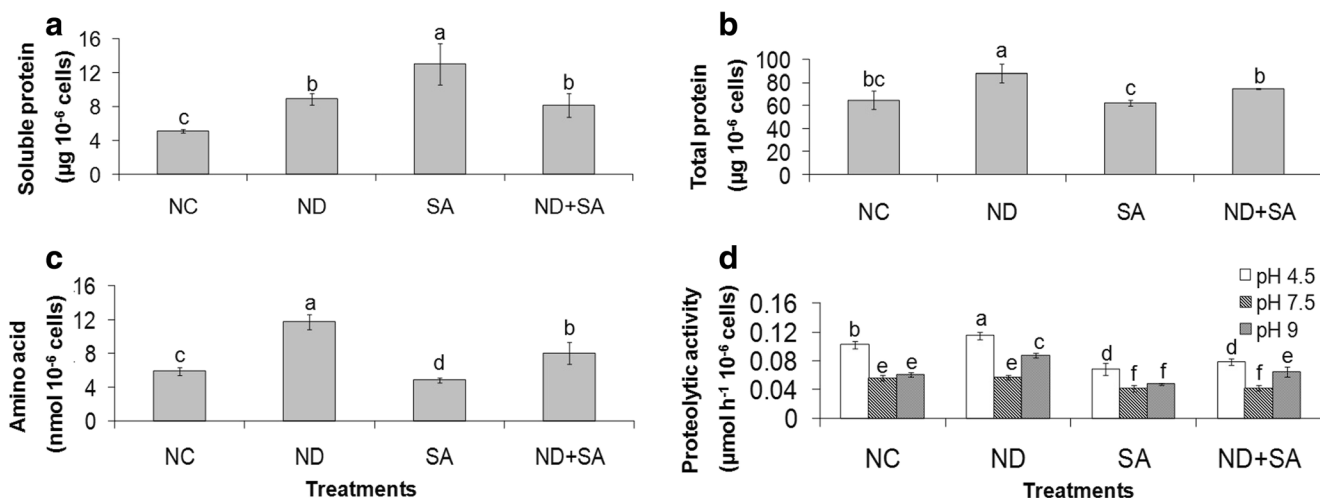 a
Soluble protein
(µg 10⁻⁶ cells)
16
12
8
4
0
c
b
a
b
NC ND SA ND+SA
b
Total protein
(µg 10⁻⁶ cells)
100
80
60
40
20
0
bc
a
c
b
NC ND SA ND+SA
c
Amino acid
(nmol 10⁻⁶ cells)
16
12
8
4
0
c
a
d
b
NC ND SA ND+SA
Treatments
d
Proteolytic activity
(µmol h⁻¹ 10⁻⁶ cells)
pH 4.5
pH 7.5
pH 9
0.16
0.12
0.08
0.04
0
b e e
a e c
d f f
d f e
NC ND SA ND+SA
Treatments